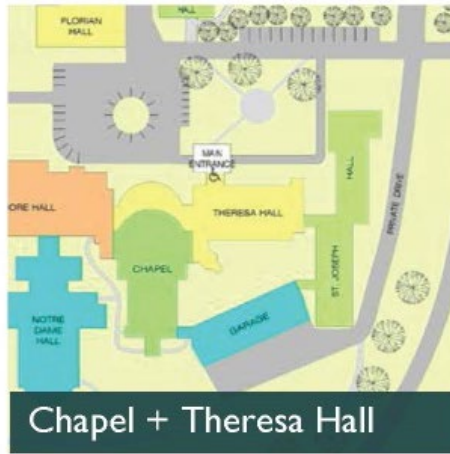 FLORIAN
HALL
HALL
MAIN
ENTRANCE
ORE HALL
THERESA HALL
HALL
PRIVATE DRIVE
CHAPEL
ST. JOSEPH
NOTRE
DAME
HALL
GARAGE
Chapel + Theresa Hall